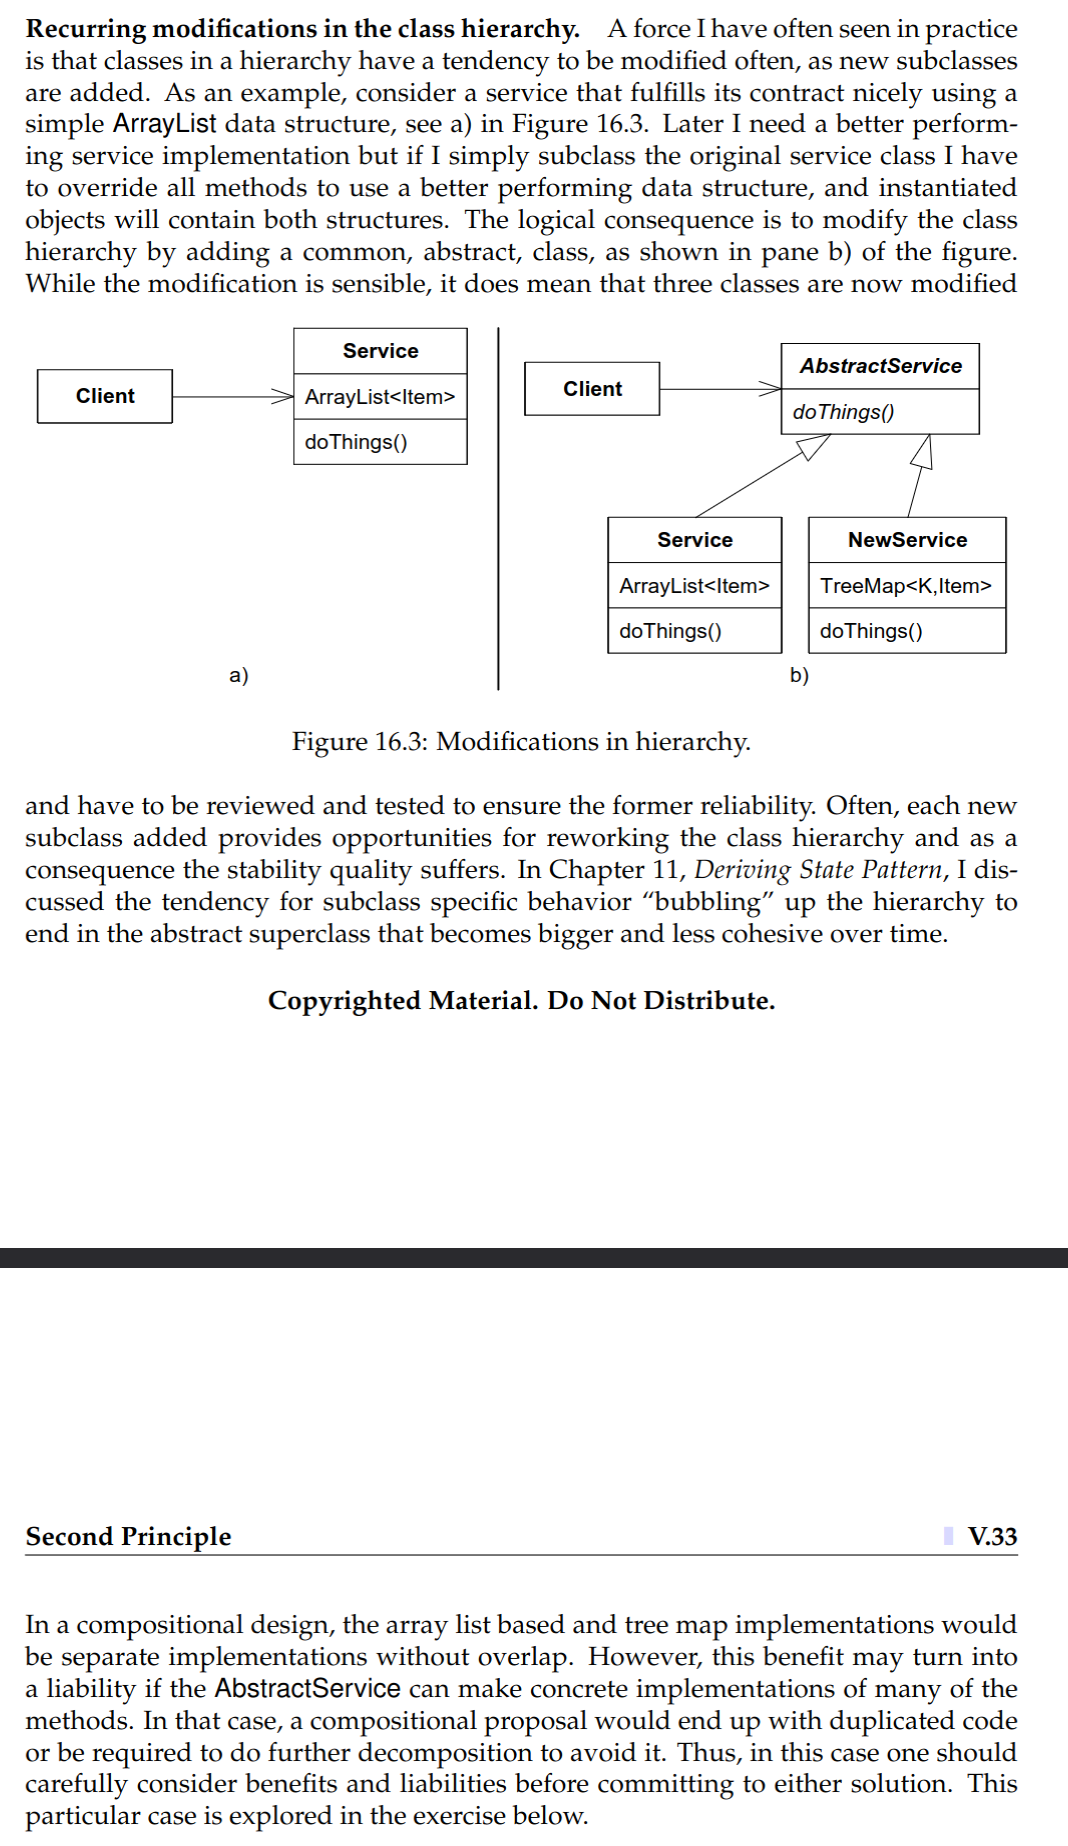 Recurring modifications in the class hierarchy. A force I have often seen in practice
is that classes in a hierarchy have a tendency to be modified often, as new subclasses
are added. As an example, consider a service that fulfills its contract nicely using a
simple ArrayList data structure, see a) in Figure 16.3. Later I need a better perform-
ing service implementation but if I simply subclass the original service class I have
to override all methods to use a better performing data structure, and instantiated
objects will contain both structures. The logical consequence is to modify the class
hierarchy by adding a common, abstract, class, as shown in pane b) of the figure.
While the modification is sensible, it does mean that three classes are now modified
Client
Service
ArrayList<Item>
doThings()
a)
Client
AbstractService
doThings()
Service
ArrayList<Item>
doThings()
NewService
TreeMap<K,Item>
doThings()
b)
Figure 16.3: Modifications in hierarchy.
and have to be reviewed and tested to ensure the former reliability. Often, each new
subclass added provides opportunities for reworking the class hierarchy and as a
consequence the stability quality suffers. In Chapter 11, Deriving State Pattern, I dis-
cussed the tendency for subclass specific behavior “bubbling” up the hierarchy to
end in the abstract superclass that becomes bigger and less cohesive over time.
Copyrighted Material. Do Not Distribute.
Second Principle V.33
In a compositional design, the array list based and tree map implementations would
be separate implementations without overlap. However, this benefit may turn into
a liability if the AbstractService can make concrete implementations of many of the
methods. In that case, a compositional proposal would end up with duplicated code
or be required to do further decomposition to avoid it. Thus, in this case one should
carefully consider benefits and liabilities before committing to either solution. This
particular case is explored in the exercise below.